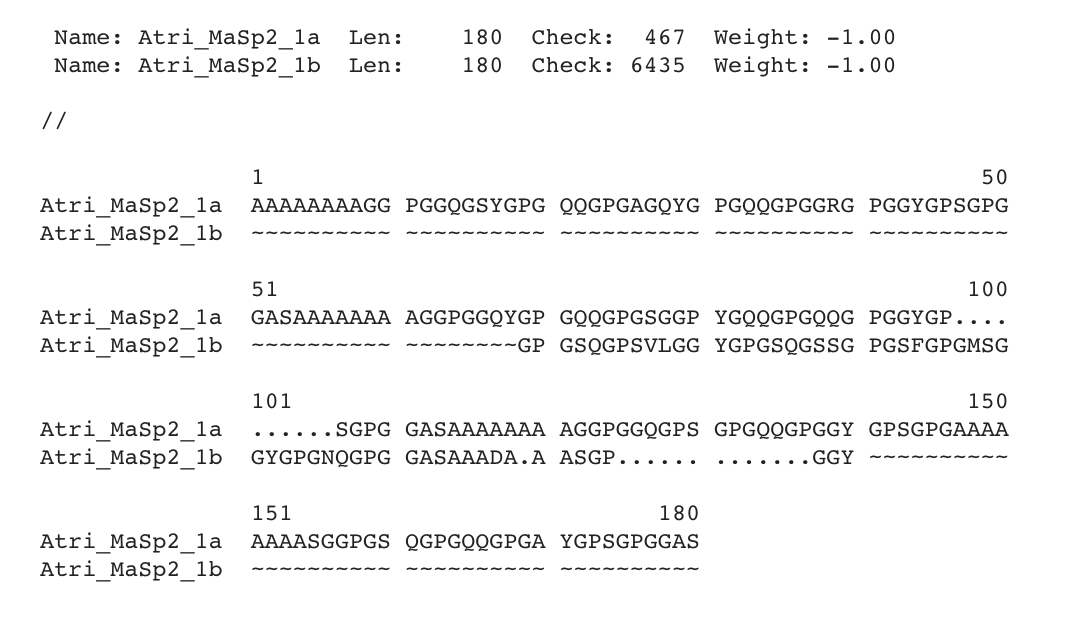 Name: Atri_MaSp2_1a  Len:    180  Check:  467  Weight: -1.00
Name: Atri_MaSp2_1b  Len:    180  Check: 6435  Weight: -1.00
//
1                                                    50
Atri_MaSp2_1a  AAAAAAAAGG PGGQGSYGPG QQGPGAGQYG PGQQGPGGRG PGGYGPSGPG
Atri_MaSp2_1b  ~~~~~~~~~~ ~~~~~~~~~~ ~~~~~~~~~~ ~~~~~~~~~~ ~~~~~~~~~~
51                                                  100
Atri_MaSp2_1a  GASAAAAAAA AGGPGGQYGP GQQGPGSGGP YGQQGPGQQG PGGYGP....
Atri_MaSp2_1b  ~~~~~~~~~~ ~~~~~~~~GP GSQGPSVLGG YGPGSQGSSG PGSFGPGMSG
101                                                 150
Atri_MaSp2_1a  ......SGPG GASAAAAAAA AGGPGGQGPS GPGQQGPGGY GPSGPGAAAA
Atri_MaSp2_1b  GYGPGNQGPG GASAAADA.A ASGP...... .......GGY ~~~~~~~~~~
151                           180
Atri_MaSp2_1a  AAAASGGPGS QGPGQQGPGA YGPSGPGGAS
Atri_MaSp2_1b  ~~~~~~~~~~ ~~~~~~~~~~ ~~~~~~~~~~